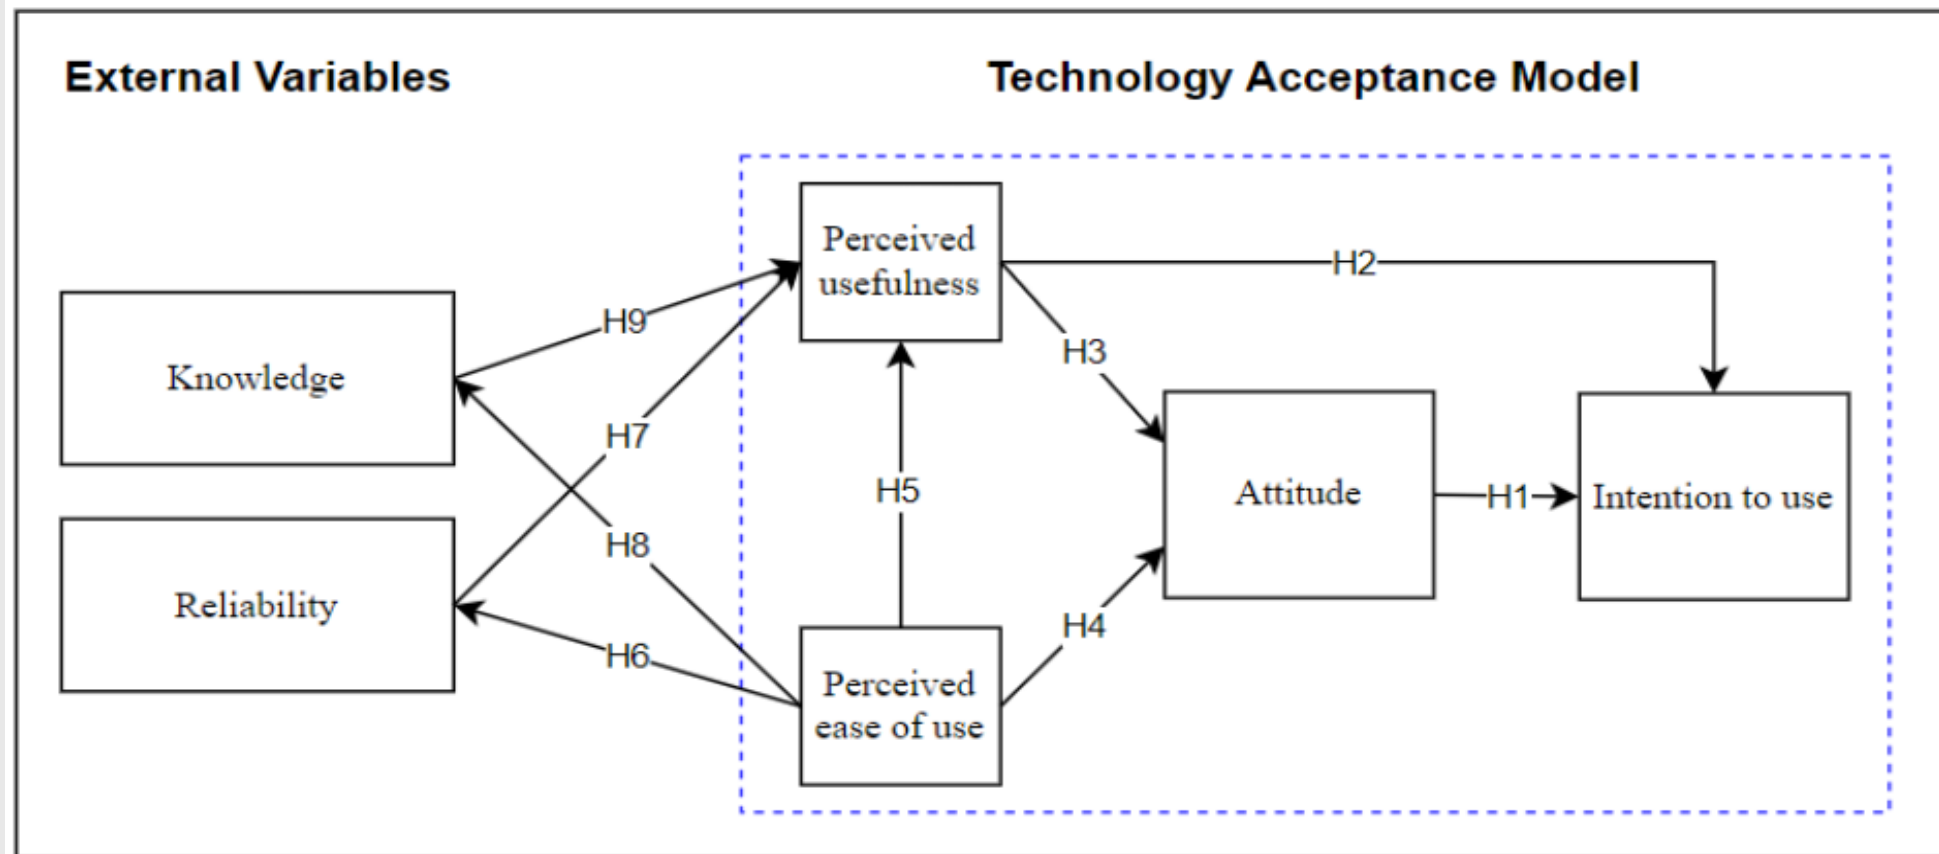 External Variables
Technology Acceptance Model
Perceived
usefulness
H2
H9
H3
Knowledge
H7
H5
Attitude
H1
Intention to use
H8
Reliability
H4
H6
Perceived
ease of use